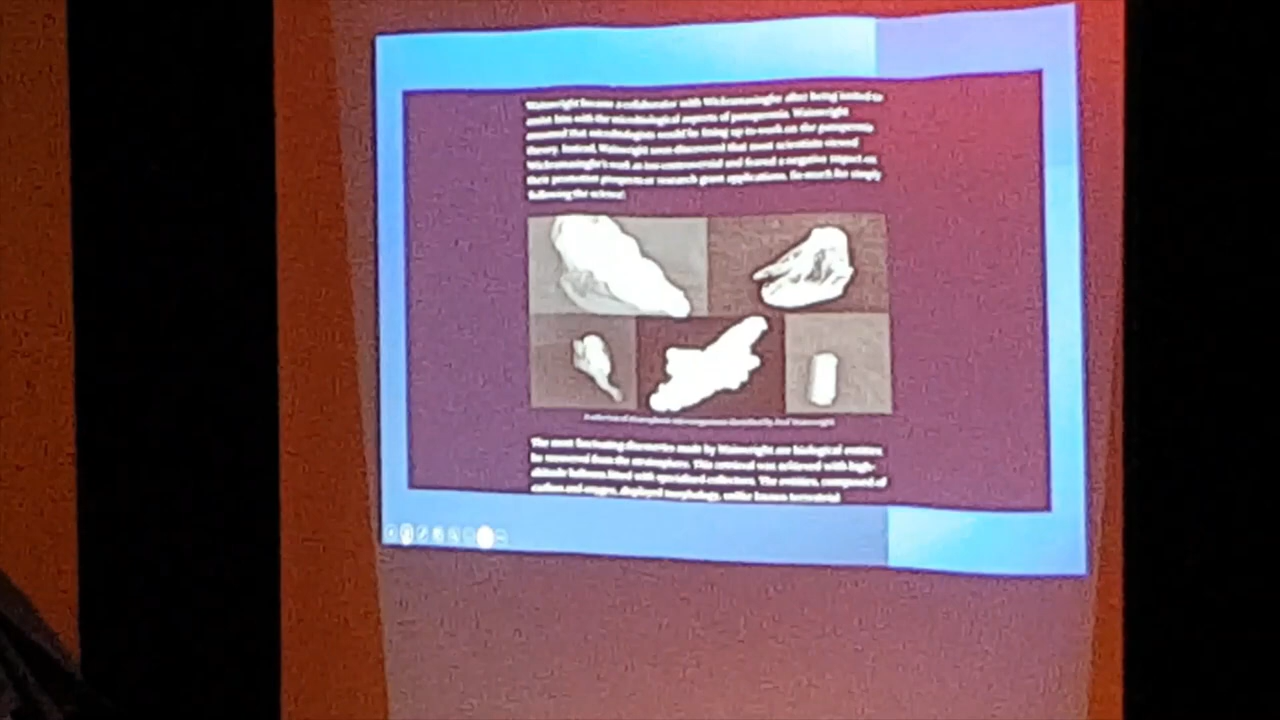 Wainwright became a collaborator with Wickramasinghe after being invited to
assist him with the microbiological aspects of panspermia. Wainwright
assumed that microbiologists would be lining up to work on the panspermia
theory. Instead, Wainwright soon discovered that most scientists viewed
Wickramasinghe's work as too controversial and feared a negative impact on
their promotion prospects or research grant applications. So much for simply
following the science!
The most fascinating discoveries made by Wainwright are biological entities
he recovered from the stratosphere. This retrieval was achieved with high-
altitude balloons fitted with specialised collectors. The entities, composed of
carbon and oxygen, displayed morphology, unlike known terrestrial